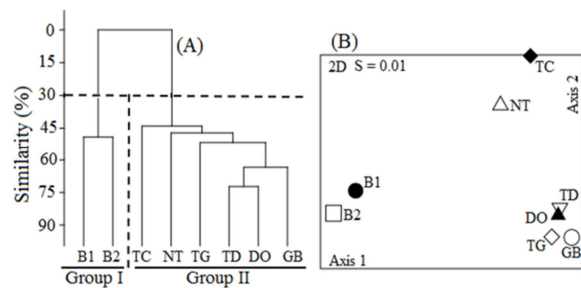 (A)
Similarity (%)
0
15
30
45
60
75
90
B1 B2 TC NT TG TD DO GB
Group I Group II
(B)
2D S = 0.01
TC
Axis 2
NT
B1
B2
TD
DO
TG GB
Axis 1